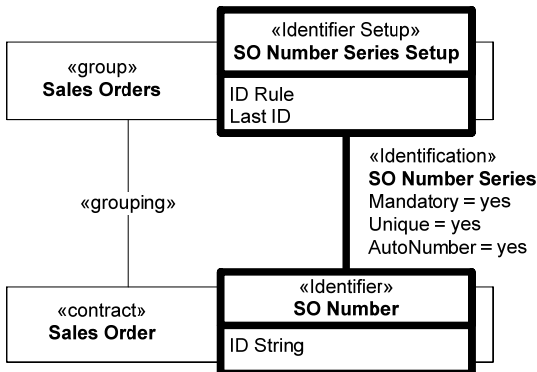 «Identifier Setup»
SO Number Series Setup
«group»
Sales Orders
ID Rule
Last ID
«Identification»
SO Number Series
Mandatory = yes
Unique = yes
AutoNumber = yes
«grouping»
«Identifier»
SO Number
«contract»
Sales Order
ID String